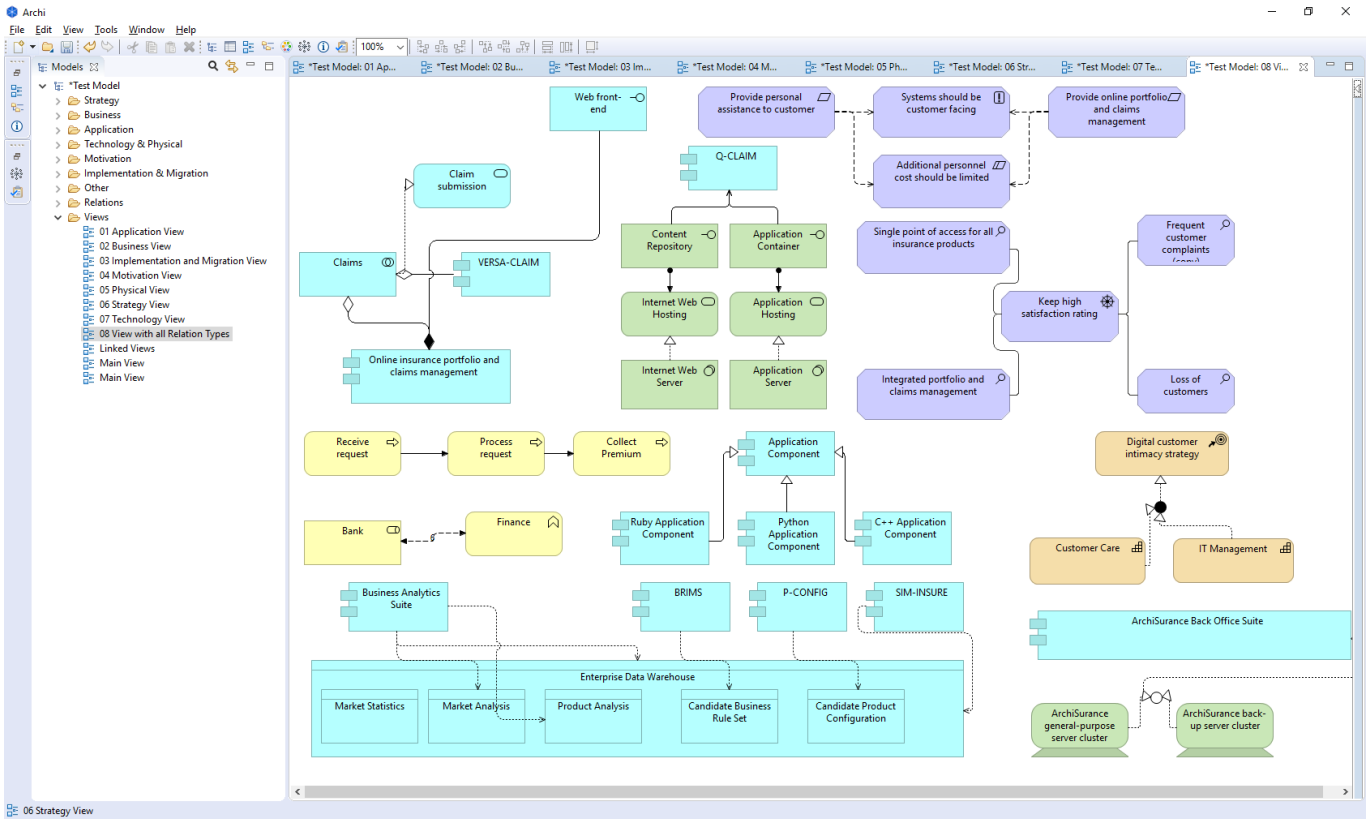 Archi
File Edit View Tools Window Help
100%
Models
*Test Model: 01 Ap...
*Test Model: 02 Bu...
*Test Model: 03 Im...
*Test Model: 04 M...
*Test Model: 05 Ph...
*Test Model: 06 Str...
*Test Model: 07 Te...
*Test Model: 08 Vi...
*Test Model
Strategy
Business
Application
Technology & Physical
Motivation
Implementation & Migration
Other
Relations
Views
01 Application View
02 Business View
03 Implementation and Migration View
04 Motivation View
05 Physical View
06 Strategy View
07 Technology View
08 View with all Relation Types
Linked Views
Main View
Main View
Web front-
end
Provide personal
assistance to customer
Systems should be
customer facing
Provide online portfolio
and claims
management
Q-CLAIM
Additional personnel
cost should be limited
Claim
submission
Content
Repository
Application
Container
Single point of access for all
insurance products
Frequent
customer
complaints
(copy)
Claims
VERSA-CLAIM
Internet Web
Hosting
Application
Hosting
Keep high
satisfaction rating
Online insurance portfolio and
claims management
Internet Web
Server
Application
Server
Integrated portfolio and
claims management
Loss of
customers
Receive
request
Process
request
Collect
Premium
Application
Component
Digital customer
intimacy strategy
Bank
Finance
Ruby Application
Component
Python
Application
Component
C++ Application
Component
Customer Care
IT Management
Business Analytics
Suite
BRIMS
P-CONFIG
SIM-INSURE
ArchiSurance Back Office Suite
Enterprise Data Warehouse
Market Statistics
Market Analysis
Product Analysis
Candidate Business
Rule Set
Candidate Product
Configuration
ArchiSurance
general-purpose
server cluster
ArchiSurance back-
up server cluster
06 Strategy View